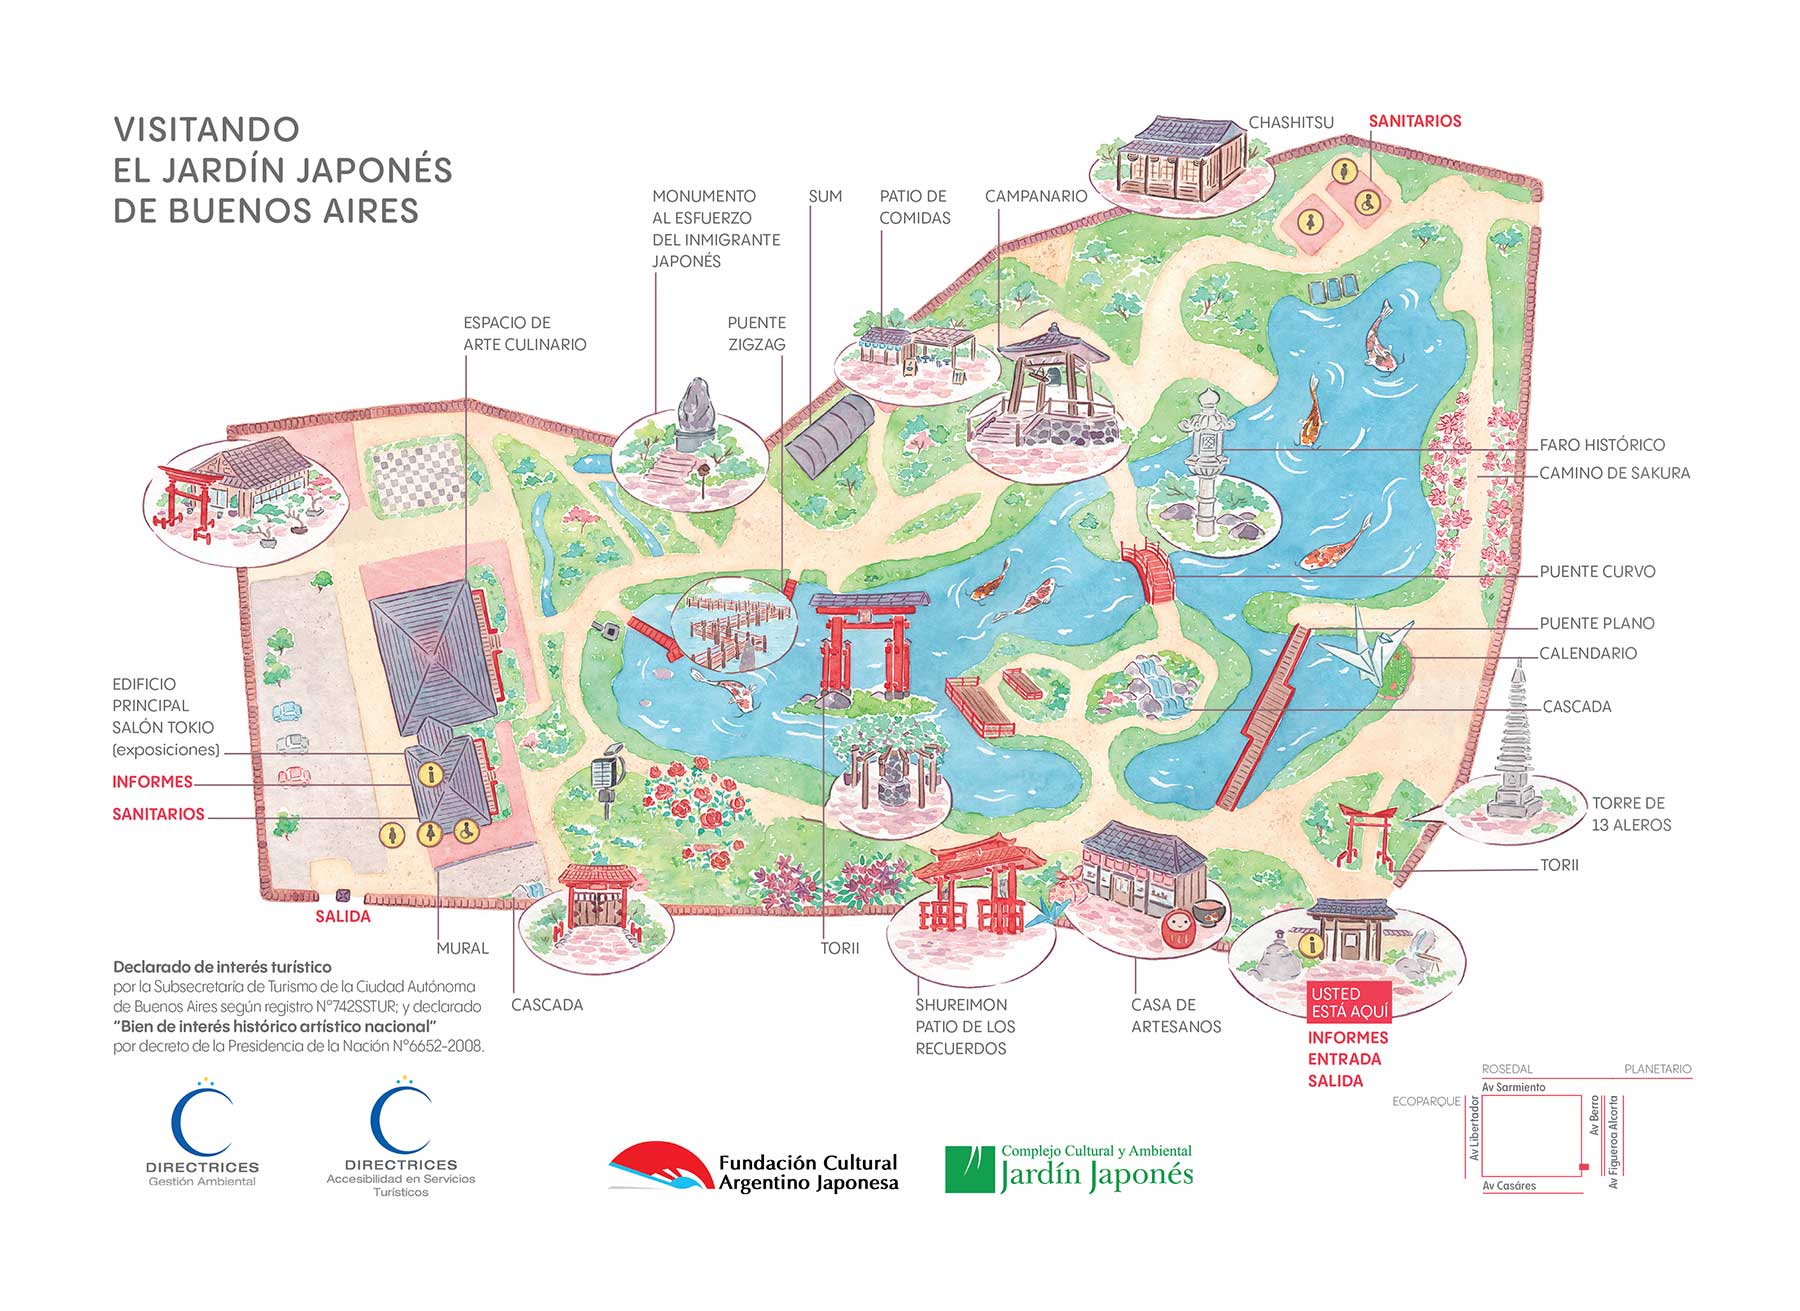 VISITANDO
EL JARDÍN JAPONÉS
DE BUENOS AIRES
CHASHITSU
SANITARIOS
MONUMENTO
AL ESFUERZO
DEL INMIGRANTE
JAPONÉS
SUM
PATIO DE
COMIDAS
CAMPANARIO
ESPACIO DE
ARTE CULINARIO
PUENTE
ZIGZAG
FARO HISTÓRICO
CAMINO DE SAKURA
PUENTE CURVO
PUENTE PLANO
CALENDARIO
CASCADA
EDIFICIO
PRINCIPAL
SALÓN TOKIO
(exposiciones)
INFORMES
SANITARIOS
TORRE DE
13 ALEROS
TORII
SALIDA
MURAL
CASCADA
TORII
SHUREIMON
PATIO DE LOS
RECUERDOS
CASA DE
ARTESANOS
USTED
ESTÁ AQUÍ
INFORMES
ENTRADA
SALIDA
Declarado de interés turístico
por la Subsecretaría de Turismo de la Ciudad Autónoma
de Buenos Aires según registro N°742SSTUR; y declarado
"Bien de interés histórico artístico nacional"
por decreto de la Presidencia de la Nación N°6652-2008.
DIRECTRICES
Gestión Ambiental
DIRECTRICES
Accesibilidad en Servicios
Turísticos
Fundación Cultural
Argentino Japonesa
Complejo Cultural y Ambiental
Jardín Japonés
ROSEDAL
PLANETARIO
Av Sarmiento
ECOPARQUE
Av Libertador
Av Berro
Av Figueroa Alcorta
Av Casáres